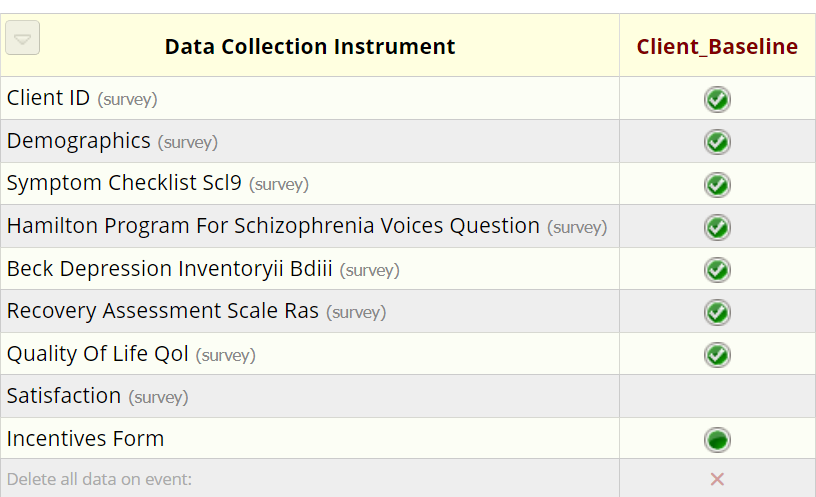 Data Collection Instrument Client_Baseline
Client ID (survey)
Demographics (survey)
Symptom Checklist Scl9 (survey)
Hamilton Program For Schizophrenia Voices Question (survey)
Beck Depression Inventoryii Bdiii (survey)
Recovery Assessment Scale Ras (survey)
Quality Of Life Qol (survey)
Satisfaction (survey)
Incentives Form
Delete all data on event: